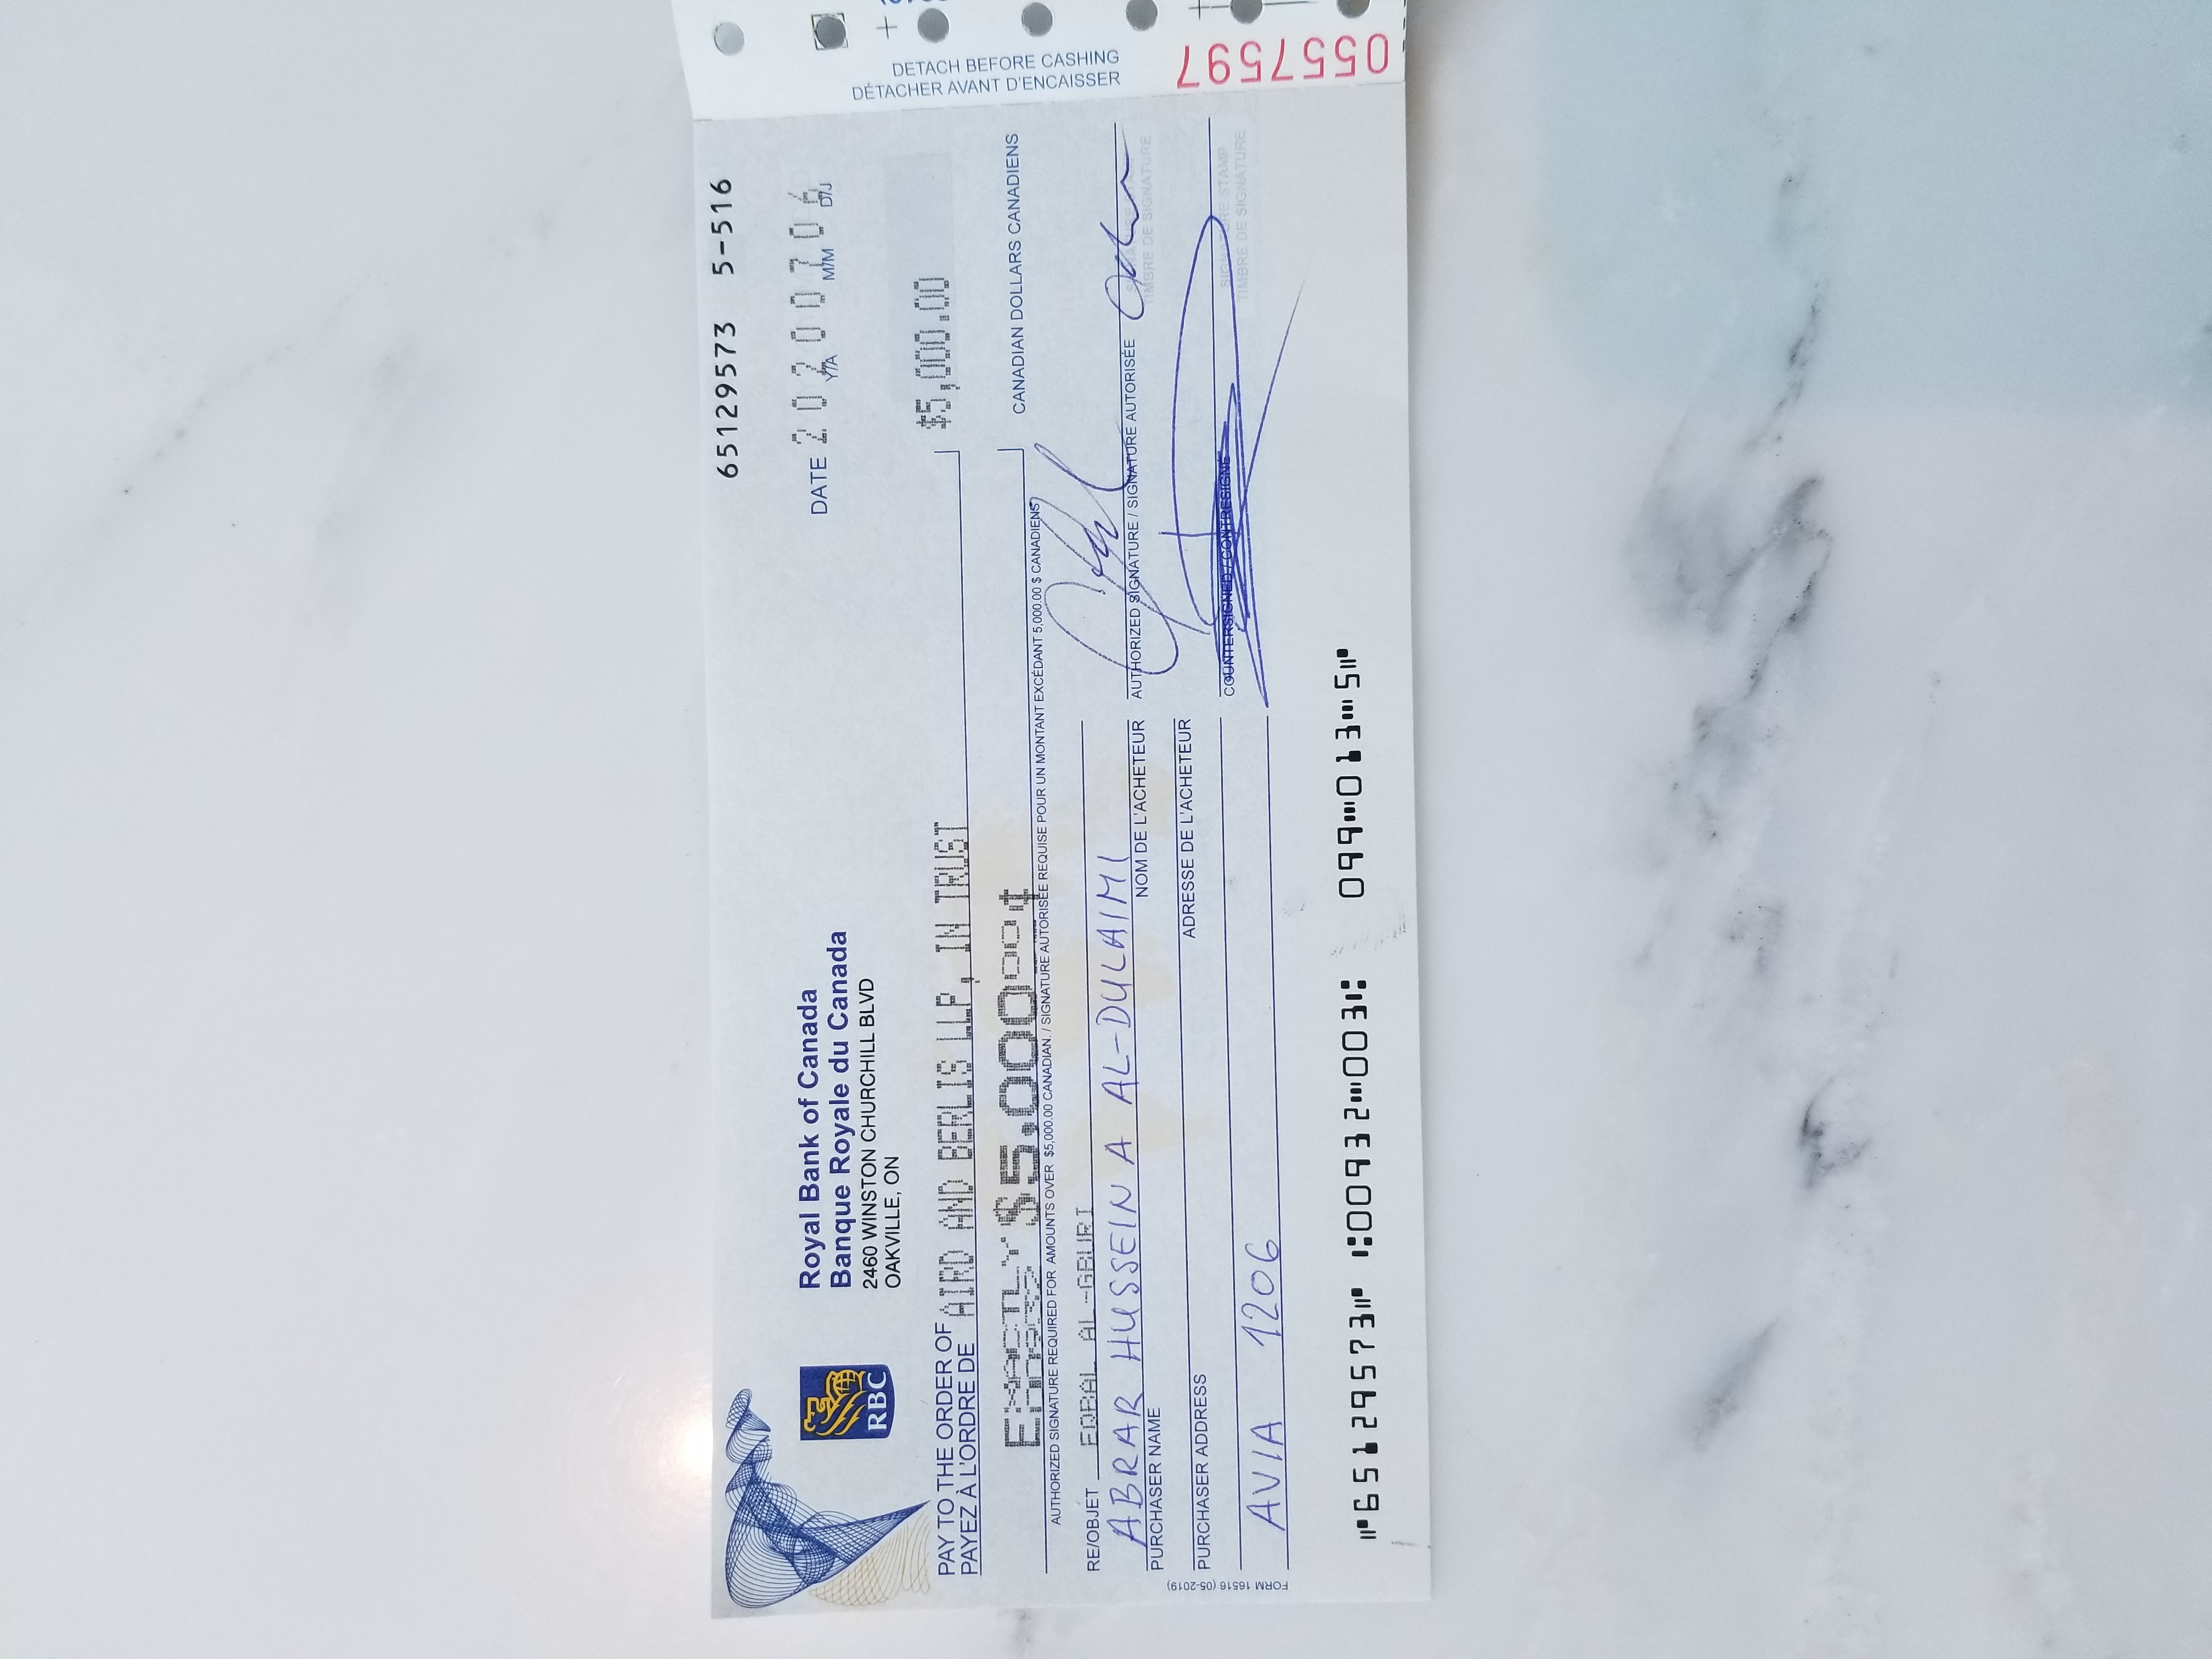 DETACH BEFORE CASHING
DÉTACHER AVANT D'ENCAISSER
0557597
65129573 5-516
RBC
Royal Bank of Canada
Banque Royale du Canada
2460 WINSTON CHURCHILL BLVD
OAKVILLE, ON
DATE 20200706
Y/A M/M D/J
PAY TO THE ORDER OF
PAYEZ À L'ORDRE DE
AIRD AND BERLIS LLP, IN TRUST
$5,000.00
EXACTLY $5,000
CANADIAN DOLLARS CANADIENS
AUTHORIZED SIGNATURE REQUIRED FOR AMOUNTS OVER $5,000.00 CANADIAN. / SIGNATURE AUTORISÉE REQUISE POUR UN MONTANT EXCÉDANT 5,000.00 $ CANADIENS
RE/OBJET EDRAL AL-GBURI
ABRAR HUSSEIN A AL-DULAIMI
PURCHASER NAME NOM DE L'ACHETEUR
AUTHORIZED SIGNATURE / SIGNATURE AUTORISÉE
TIMBRE DE SIGNATURE
PURCHASER ADDRESS ADRESSE DE L'ACHETEUR
COUNTERSIGNED / CONTRESIGNÉ
SIGNATURE STAMP
TIMBRE DE SIGNATURE
AVIA 1206
FORM 16516 (05-2019)
⑈65129573⑈ ⑆00932⑉003⑆ 099⑉013⑉5⑈